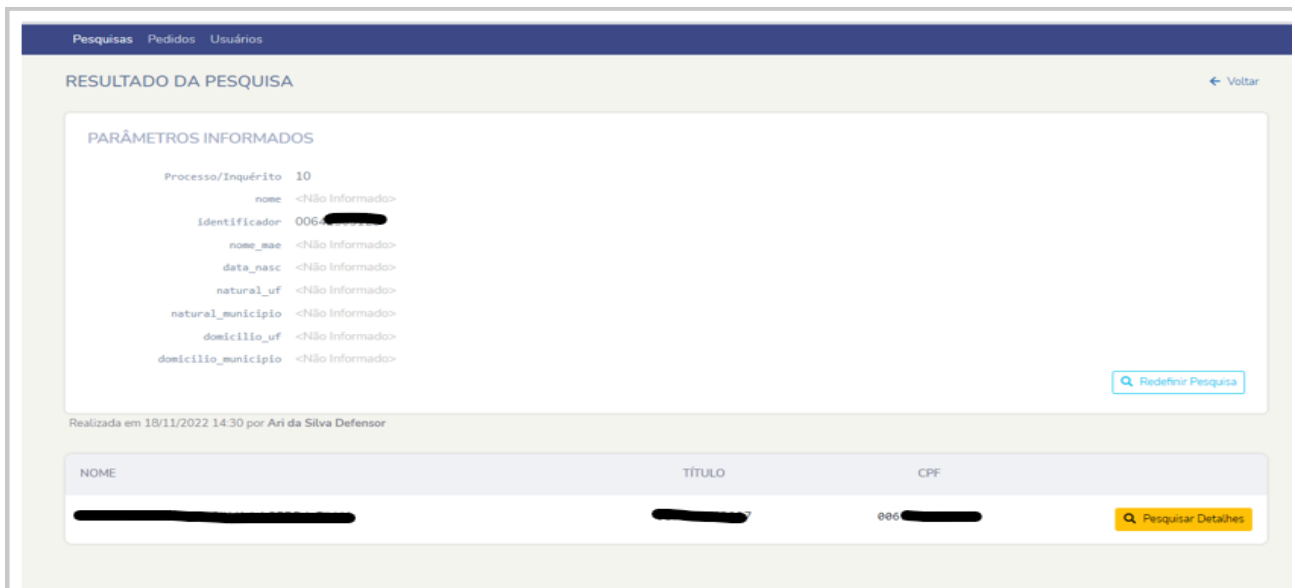 Pesquisas Pedidos Usuários
RESULTADO DA PESQUISA
Voltar
PARÂMETROS INFORMADOS
Processo/Inquérito 10
nome <Não Informado>
identificador 006
nome_mae <Não Informado>
data_nasc <Não Informado>
natural_uf <Não Informado>
natural_municipio <Não Informado>
domicilio_uf <Não Informado>
domicilio_municipio <Não Informado>
Redefinir Pesquisa
Realizada em 18/11/2022 14:30 por Ari da Silva Defensor
NOME TÍTULO CPF
006 Pesquisar Detalhes